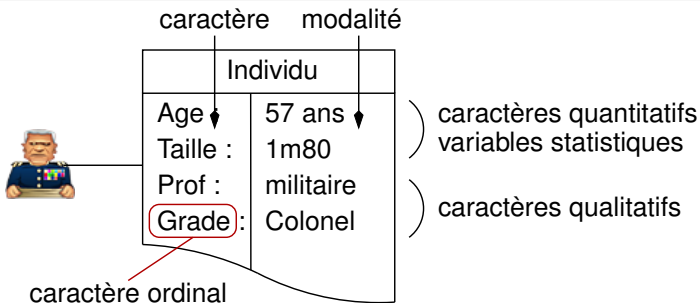 caractère modalité
Individu
Age : 57 ans
Taille : 1m80
Prof : militaire
Grade : Colonel
caractères quantitatifs
variables statistiques
caractères qualitatifs
caractère ordinal